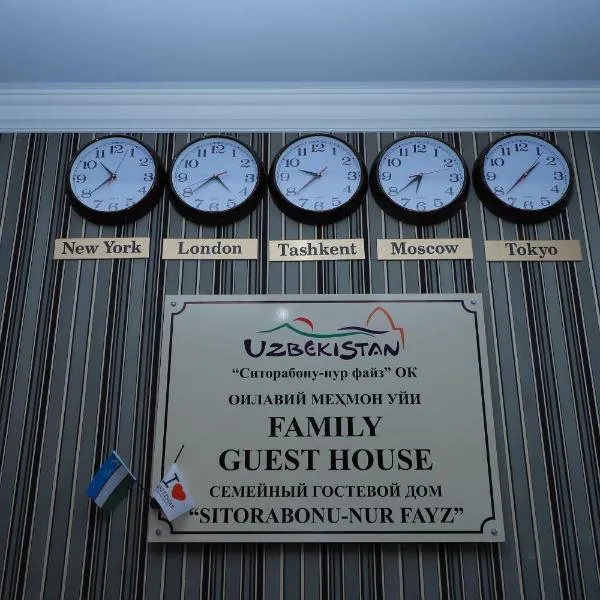 New York London Tashkent Moscow Tokyo
UZBEKISTAN
“Ситорабону-нур файз” ОК
ОИЛАВИЙ МЕҲМОН УЙИ
FAMILY
GUEST HOUSE
СЕМЕЙНЫЙ ГОСТЕВОЙ ДОМ
“SITORABONU-NUR FAYZ”
I